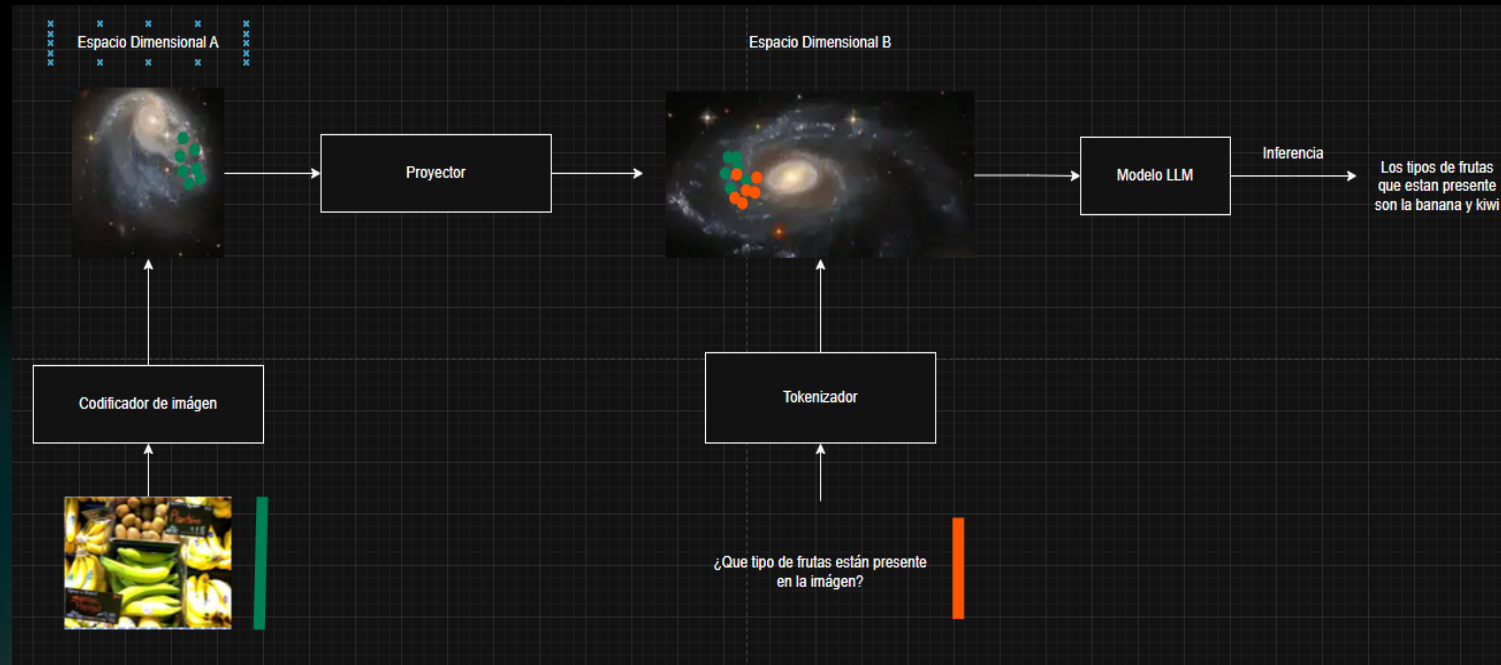 Espacio Dimensional A
Espacio Dimensional B
Proyector
Modelo LLM
Inferencia
Los tipos de frutas
que estan presente
son la banana y kiwi
Codificador de imágen
Tokenizador
Plantins
¿Que tipo de frutas están presente
en la imágen?